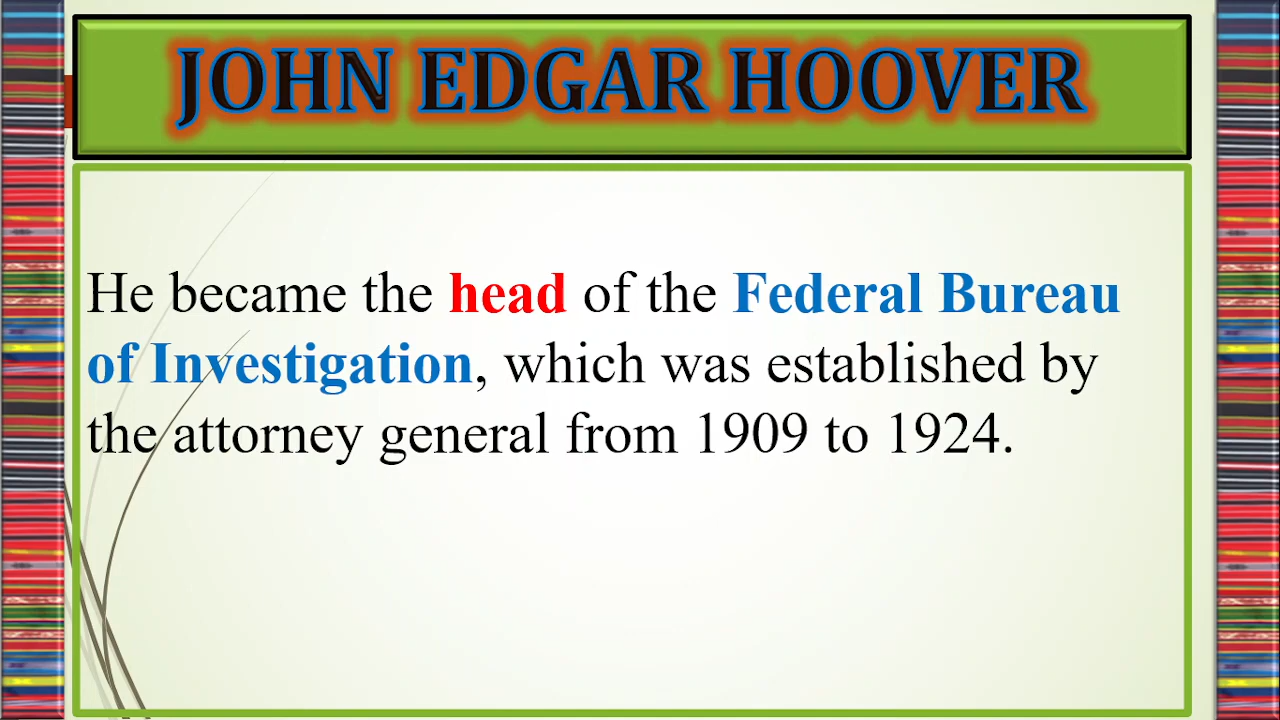 JOHN EDGAR HOOVER
He became the head of the Federal Bureau
of Investigation, which was established by
the attorney general from 1909 to 1924.